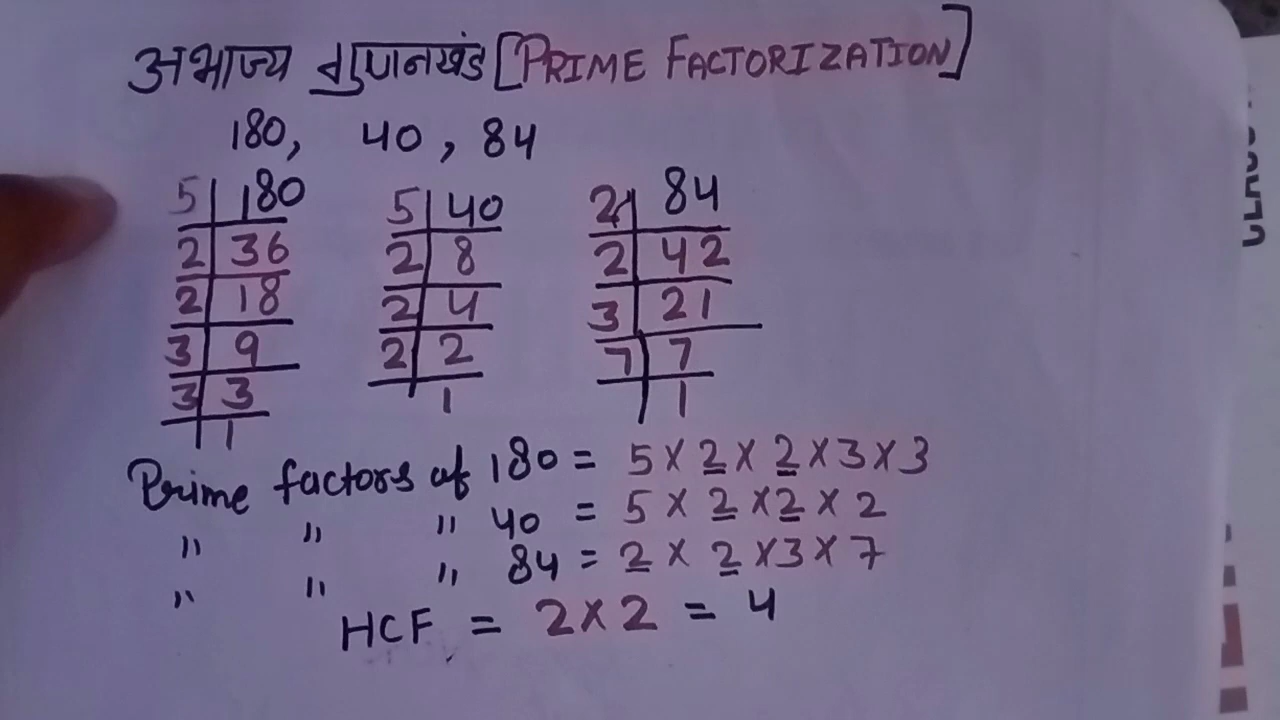 अभाज्य गुणनखंड [PRIME FACTORIZATION]
180, 40, 84
5 180
2 36
2 18
3 9
3 3
1
5 40
2 8
2 4
2 2
1
2 84
2 42
3 21
7 7
1
Prime factors of 180 = 5 × 2 × 2 × 3 × 3
" " " 40 = 5 × 2 × 2 × 2
" " " 84 = 2 × 2 × 3 × 7
HCF = 2 × 2 = 4